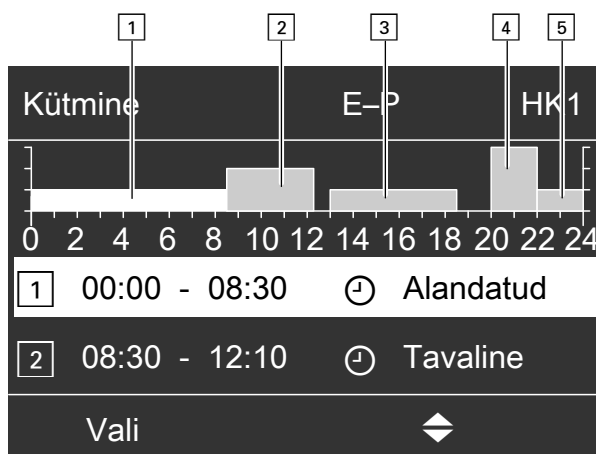 1 2 3 4 5
Kütmine E–P HK1
0 2 4 6 8 10 12 14 16 18 20 22 24
1 00:00 - 08:30 Alandatud
2 08:30 - 12:10 Tavaline
Vali